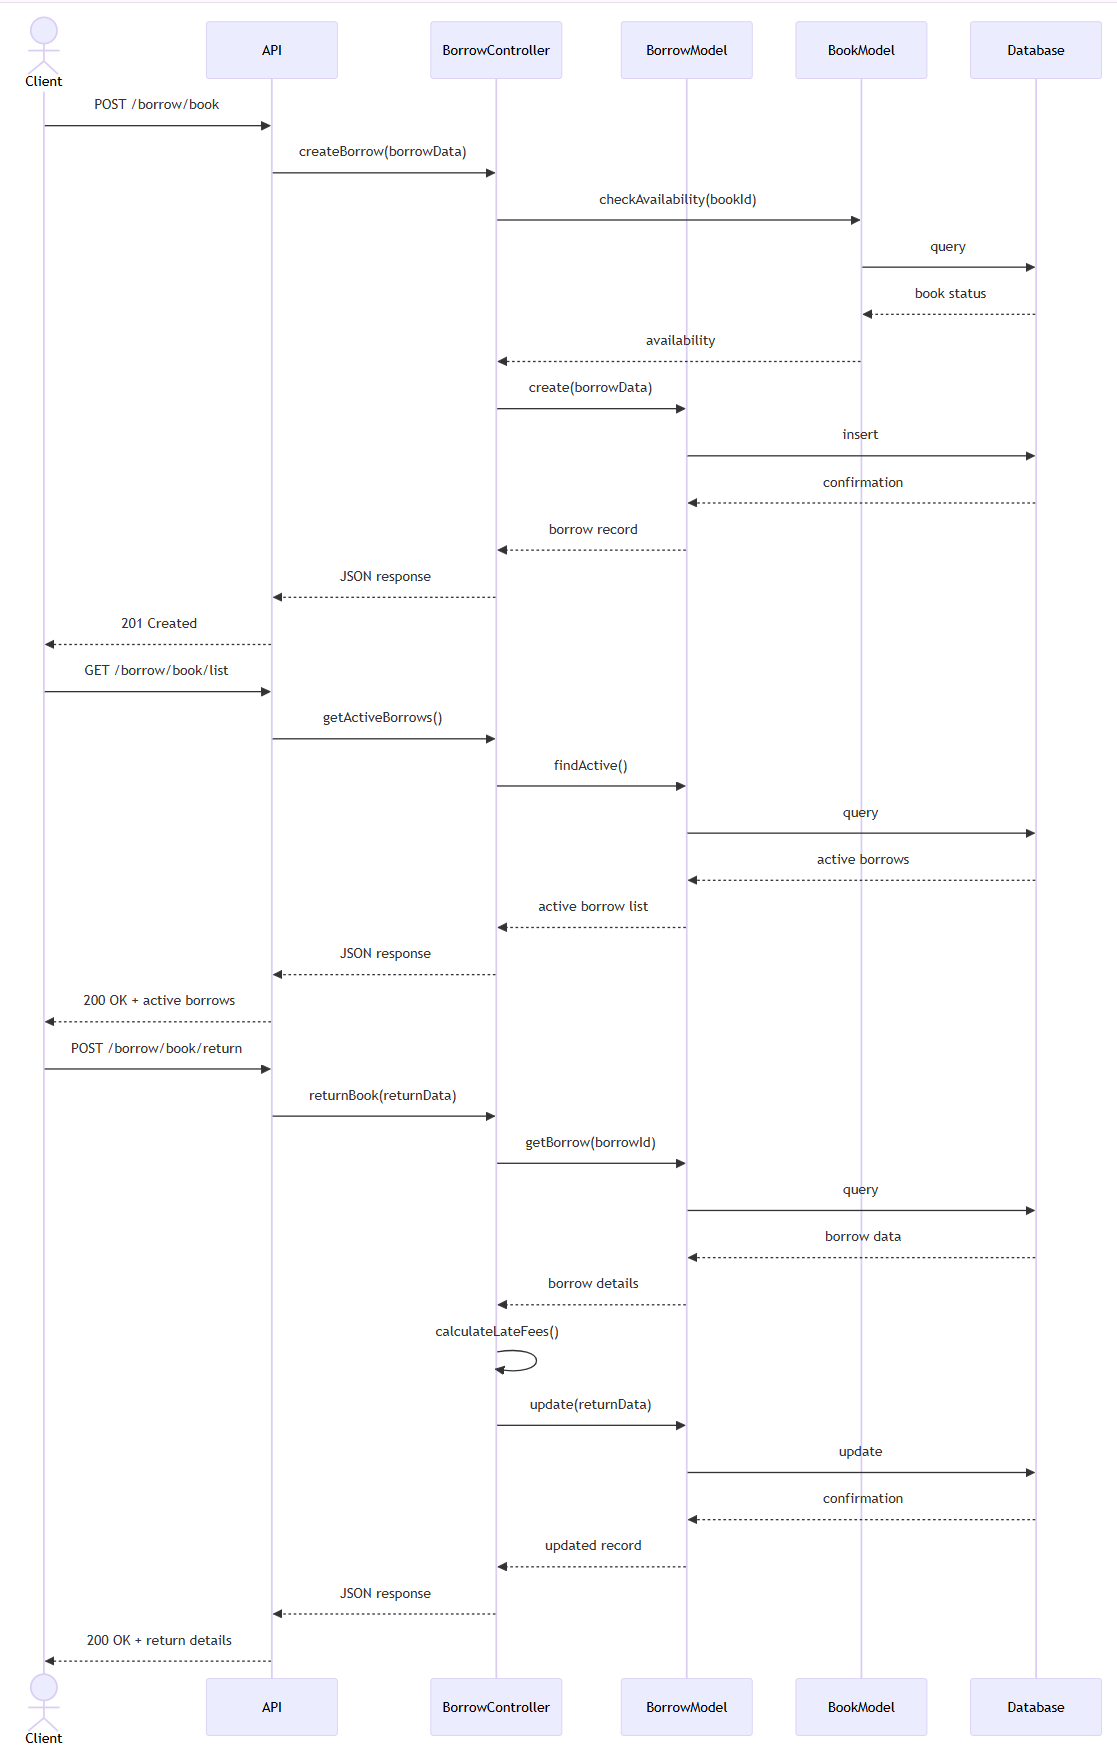 Client
API
BorrowController
BorrowModel
BookModel
Database
POST /borrow/book
createBorrow(borrowData)
checkAvailability(bookId)
query
book status
availability
create(borrowData)
insert
confirmation
borrow record
JSON response
201 Created
GET /borrow/book/list
getActiveBorrows()
findActive()
query
active borrows
active borrow list
JSON response
200 OK + active borrows
POST /borrow/book/return
returnBook(returnData)
getBorrow(borrowId)
query
borrow data
borrow details
calculateLateFees()
update(returnData)
update
confirmation
updated record
JSON response
200 OK + return details
Client
API
BorrowController
BorrowModel
BookModel
Database